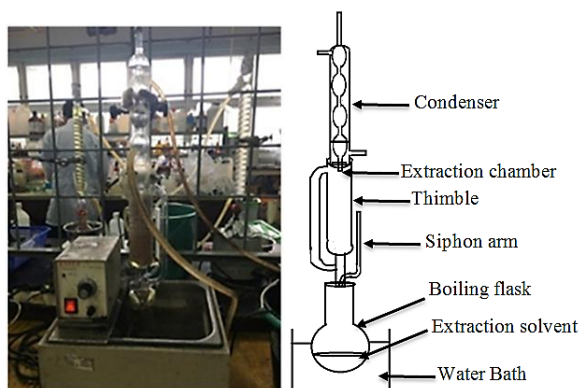 Condenser
Extraction chamber
Thimble
Siphon arm
Boiling flask
Extraction solvent
Water Bath